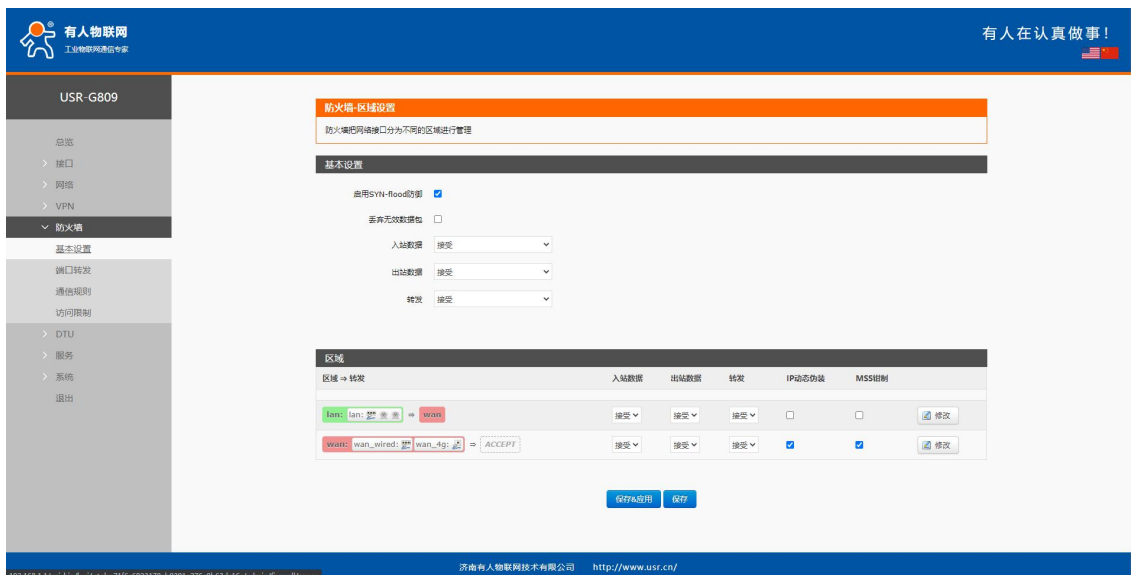 有人物联网
工业物联网通信专家
有人在认真做事!
USR-G809
总览
接口
网络
VPN
防火墙
基本设置
端口转发
通信规则
访问限制
DTU
服务
系统
退出
防火墙-区域设置
防火墙把网络接口分为不同的区域进行管理
基本设置
启用SYN-flood防御
丢弃无效数据包
入站数据 接受
出站数据 接受
转发 接受
区域
区域 ⇒ 转发 入站数据 出站数据 转发 IP动态伪装 MSS钳制
lan: lan: ⇒ wan 接受 接受 接受 修改
wan: wan_wired: wan_4g: ⇒ ACCEPT 接受 接受 接受 修改
保存&应用 保存
济南有人物联网技术有限公司 http://www.usr.cn/